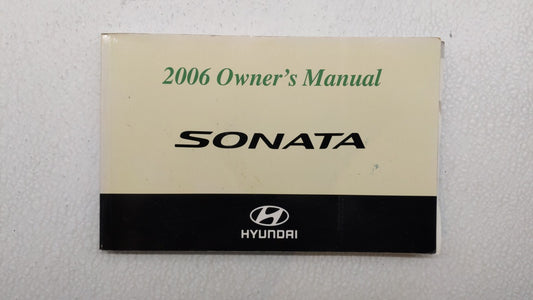 2006 Owner's Manual
SONATA
HYUNDAI